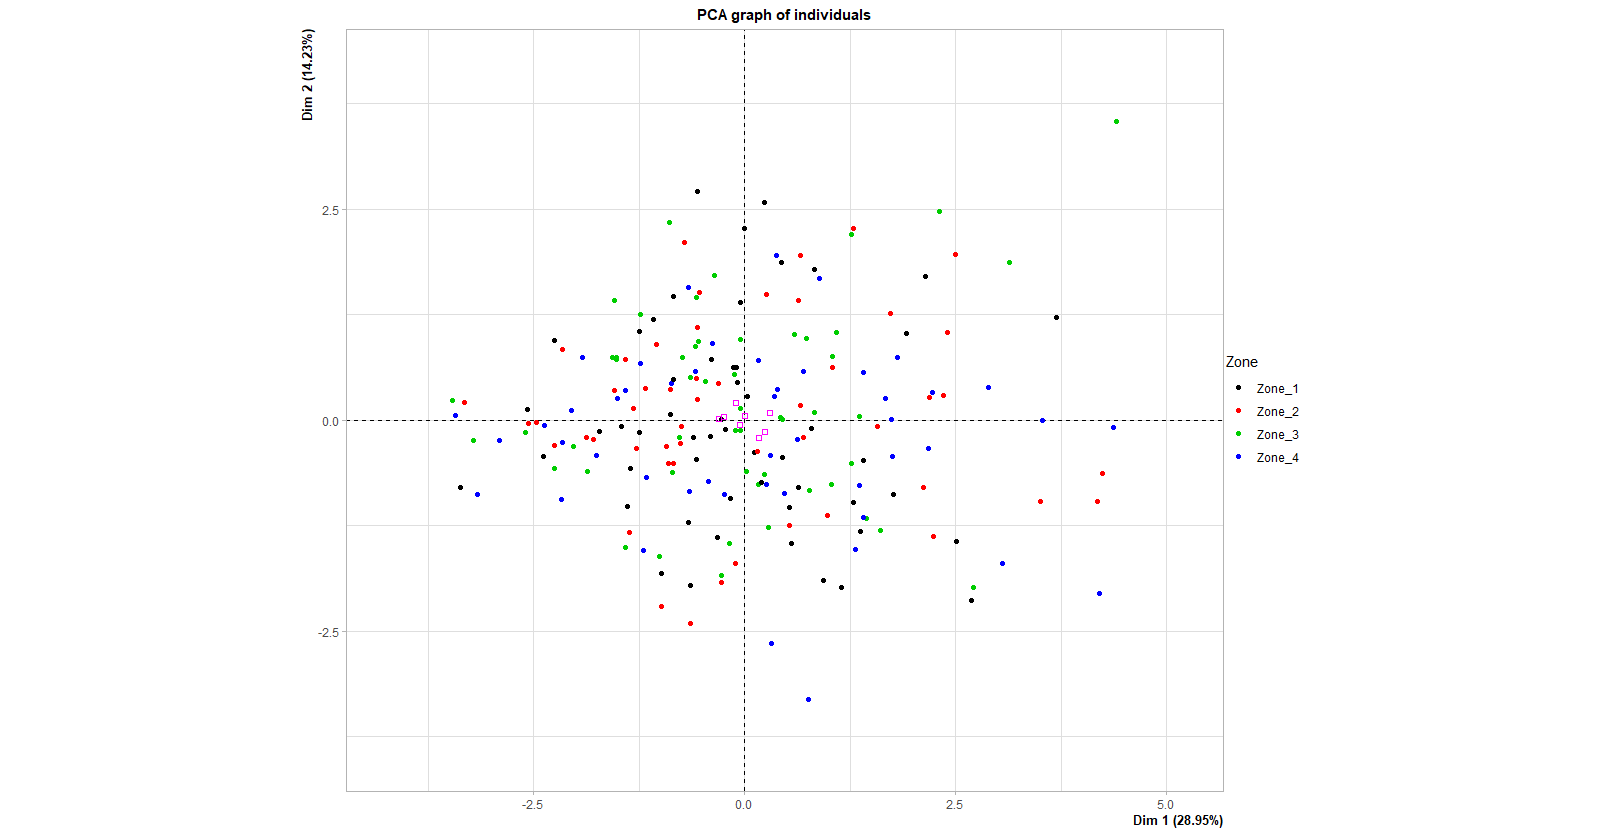 PCA graph of individuals
Dim 2 (14.23%)
2.5
0.0
-2.5
-2.5
0.0
2.5
5.0
Dim 1 (28.95%)
Zone
Zone_1
Zone_2
Zone_3
Zone_4